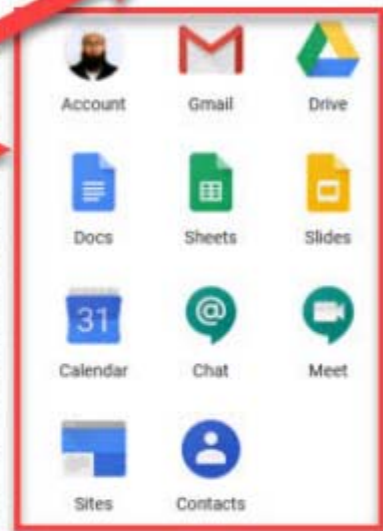 Account Gmail Drive
Docs Sheets Slides
31
Calendar Chat Meet
Sites Contacts